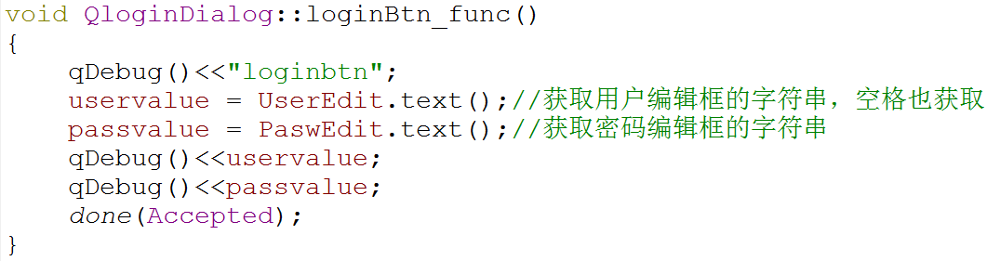 void QloginDialog::loginBtn_func()
{
    qDebug()<<"loginbtn";
    uservalue = UserEdit.text();//获取用户编辑框的字符串，空格也获取
    passvalue = PaswEdit.text();//获取密码编辑框的字符串
    qDebug()<<uservalue;
    qDebug()<<passvalue;
    done(Accepted);
}